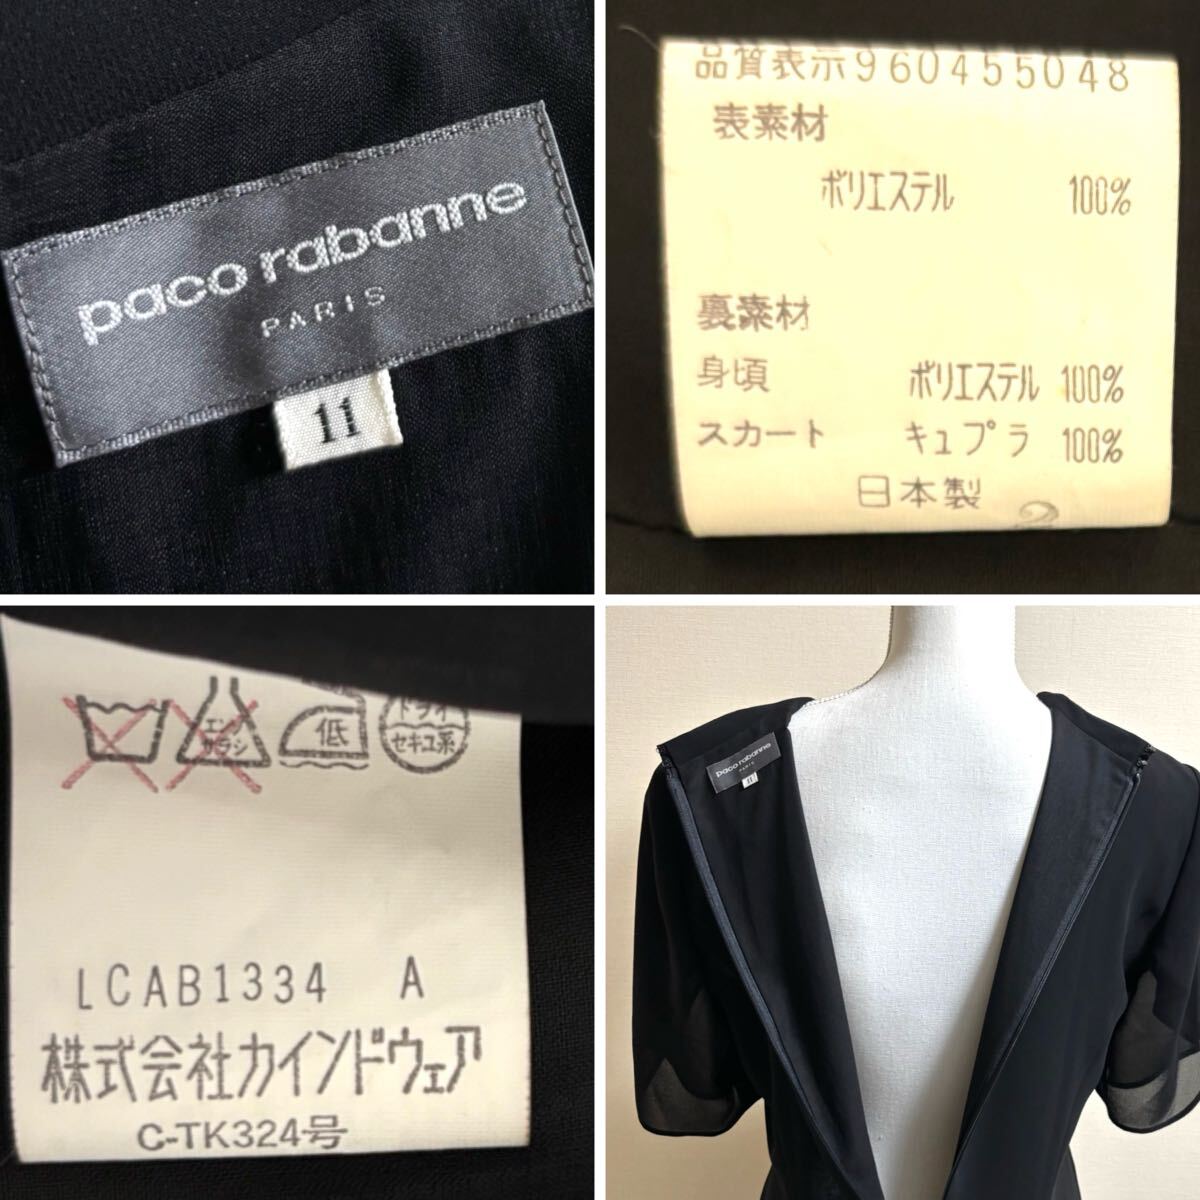 paco rabanne
PARIS
11
品質表示960455048
表素材
ポリエステル 100%
裏素材
身頃 ポリエステル 100%
スカート キュプラ 100%
日本製
2
エンソ
サラシ
低
ドライ
セキユ系
LCAB1334 A
株式会社カインドウェア
C-TK324号
paco rabanne
PARIS
11